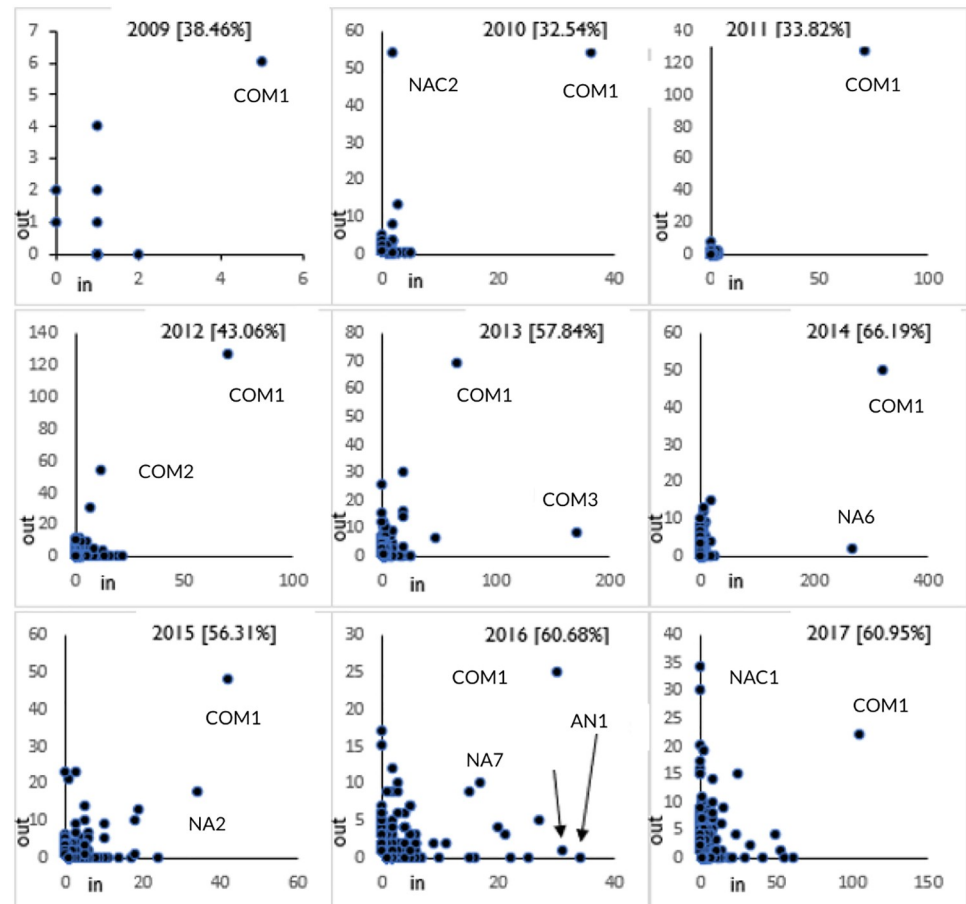 2009 [38.46%]
7
6
5
4
3
2
1
0
out
COM1
0 2 4 6
in
2010 [32.54%]
60
50
40
30
20
10
0
out
NAC2
COM1
0 20 40
in
2011 [33.82%]
40
120
100
80
60
40
20
0
out
COM1
0 50 100
in
2012 [43.06%]
140
120
100
80
60
40
20
0
out
COM1
COM2
0 50 100
in
2013 [57.84%]
80
70
60
50
40
30
20
10
0
out
COM1
COM3
0 100 200
in
2014 [66.19%]
60
50
40
30
20
10
0
out
COM1
NA6
0 200 400
in
2015 [56.31%]
60
50
40
30
20
10
0
out
COM1
NA2
0 20 40 60
in
2016 [60.68%]
30
25
20
15
10
5
0
out
COM1
AN1
NA7
0 20 40
in
2017 [60.95%]
40
35
30
25
20
15
10
5
0
out
NAC1
COM1
0 50 100 150
in